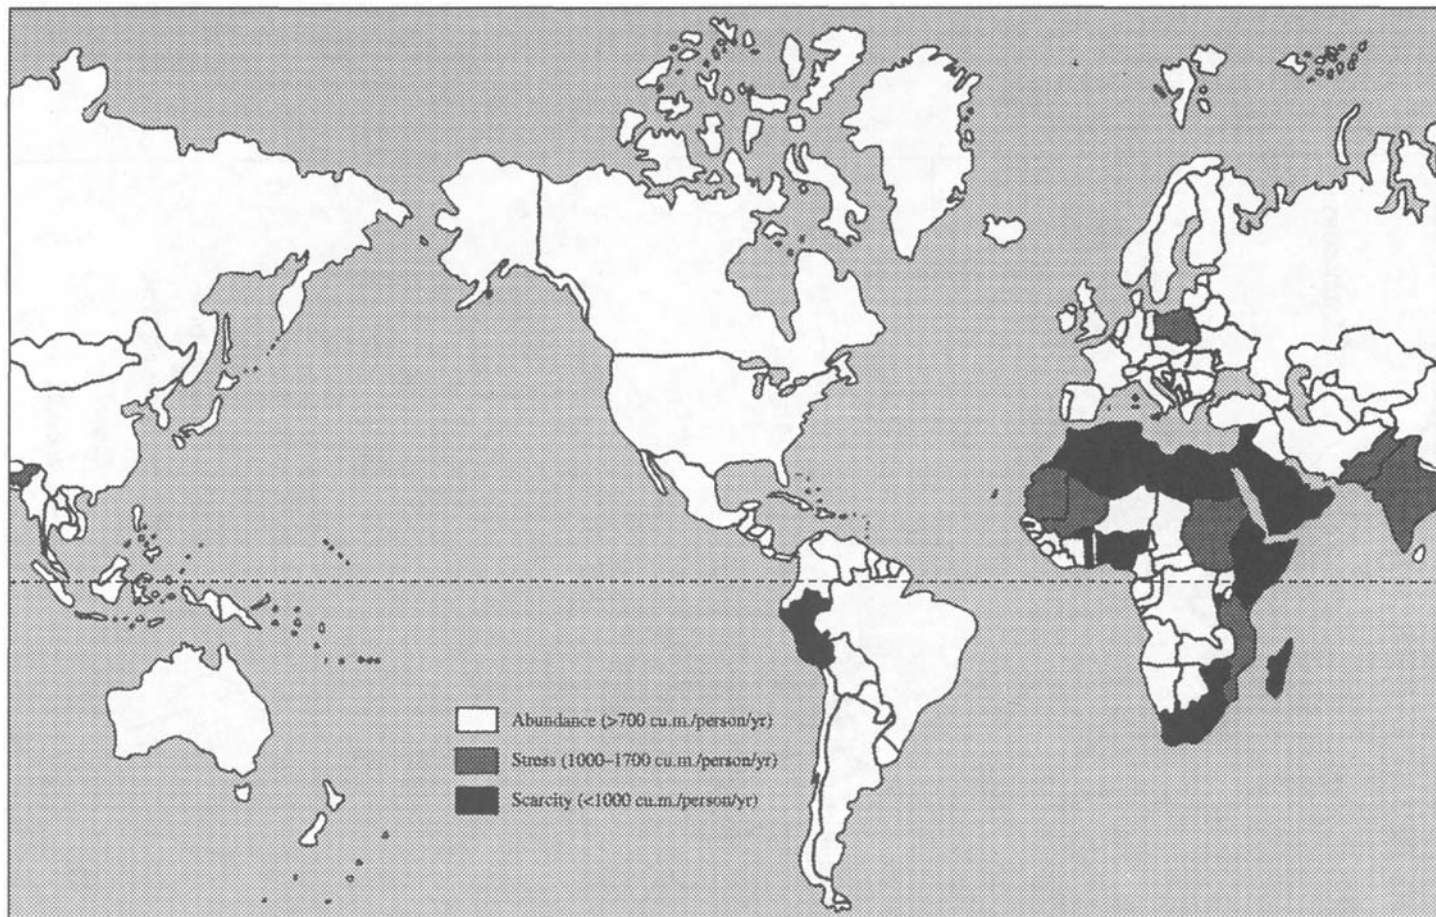 Abundance (>700 cu.m./person/yr)
Stress (1000–1700 cu.m./person/yr)
Scarcity (<1000 cu.m./person/yr)